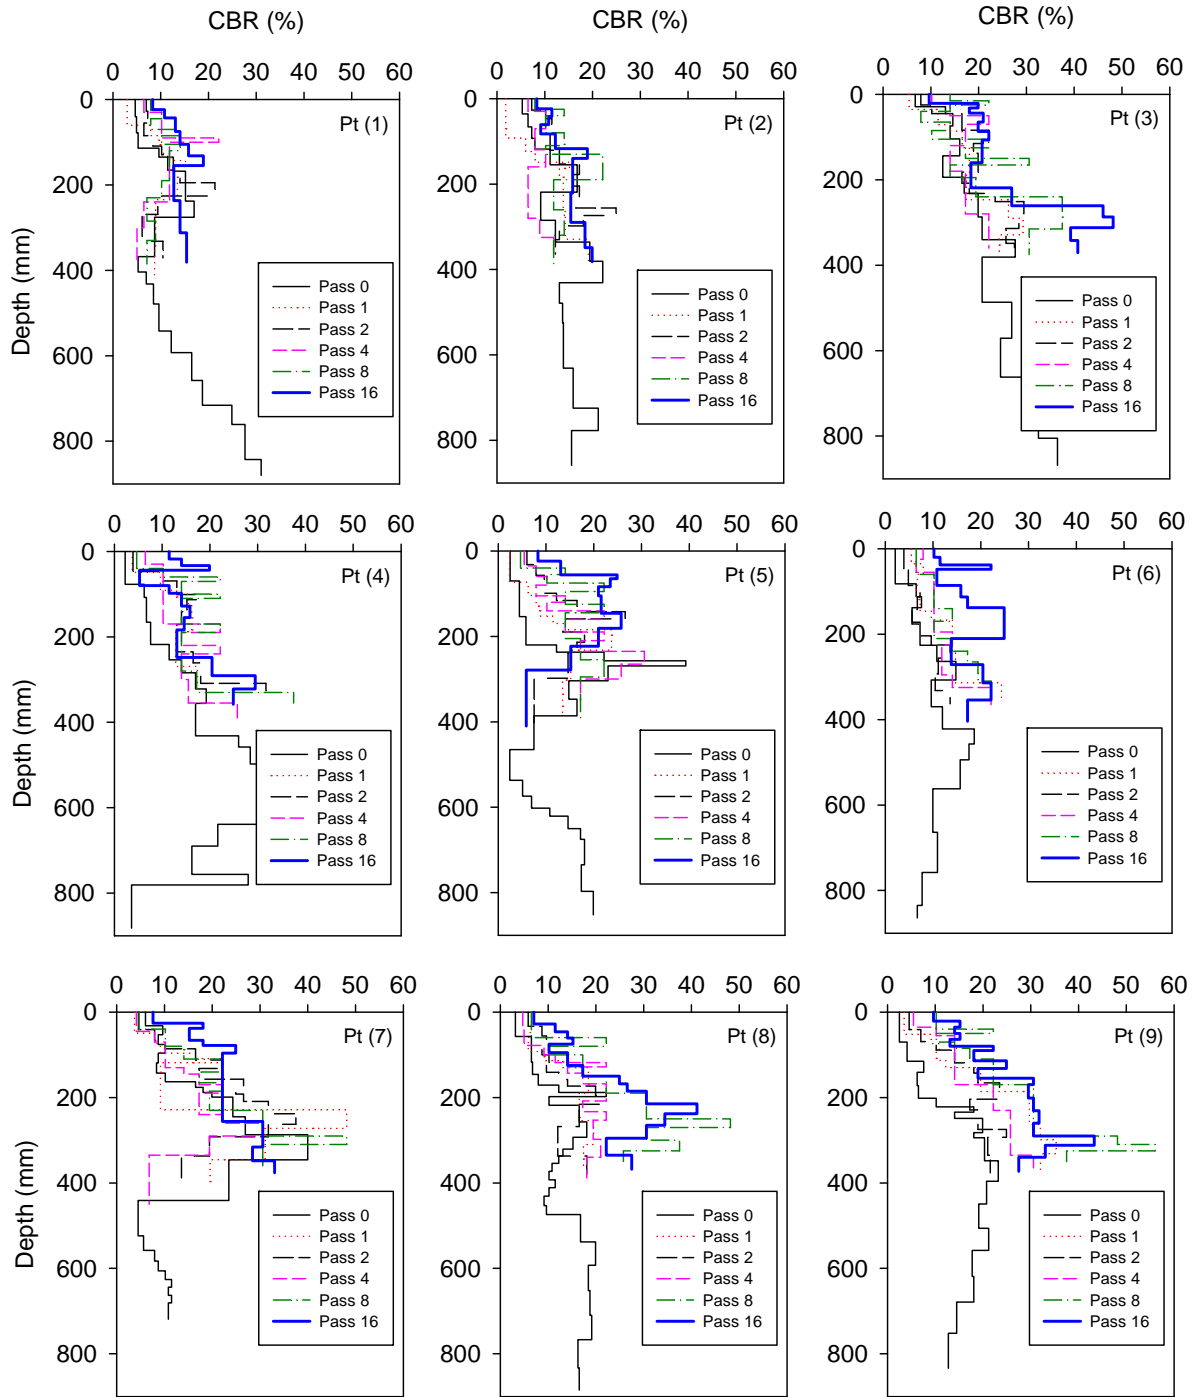 CBR (%)
CBR (%)
CBR (%)
0 10 20 30 40 50 60
0 10 20 30 40 50 60
0 10 20 30 40 50 60
0
200
400
600
800
Depth (mm)
Pt (1)
Pass 0
Pass 1
Pass 2
Pass 4
Pass 8
Pass 16
0
200
400
600
800
Pt (2)
Pass 0
Pass 1
Pass 2
Pass 4
Pass 8
Pass 16
0
200
400
600
800
Pt (3)
Pass 0
Pass 1
Pass 2
Pass 4
Pass 8
Pass 16
0 10 20 30 40 50 60
0 10 20 30 40 50 60
0 10 20 30 40 50 60
0
200
400
600
800
Depth (mm)
Pt (4)
Pass 0
Pass 1
Pass 2
Pass 4
Pass 8
Pass 16
0
200
400
600
800
Pt (5)
Pass 0
Pass 1
Pass 2
Pass 4
Pass 8
Pass 16
0
200
400
600
800
Pt (6)
Pass 0
Pass 1
Pass 2
Pass 4
Pass 8
Pass 16
0 10 20 30 40 50 60
0 10 20 30 40 50 60
0 10 20 30 40 50 60
0
200
400
600
800
Depth (mm)
Pt (7)
Pass 0
Pass 1
Pass 2
Pass 4
Pass 8
Pass 16
0
200
400
600
800
Pt (8)
Pass 0
Pass 1
Pass 2
Pass 4
Pass 8
Pass 16
0
200
400
600
800
Pt (9)
Pass 0
Pass 1
Pass 2
Pass 4
Pass 8
Pass 16